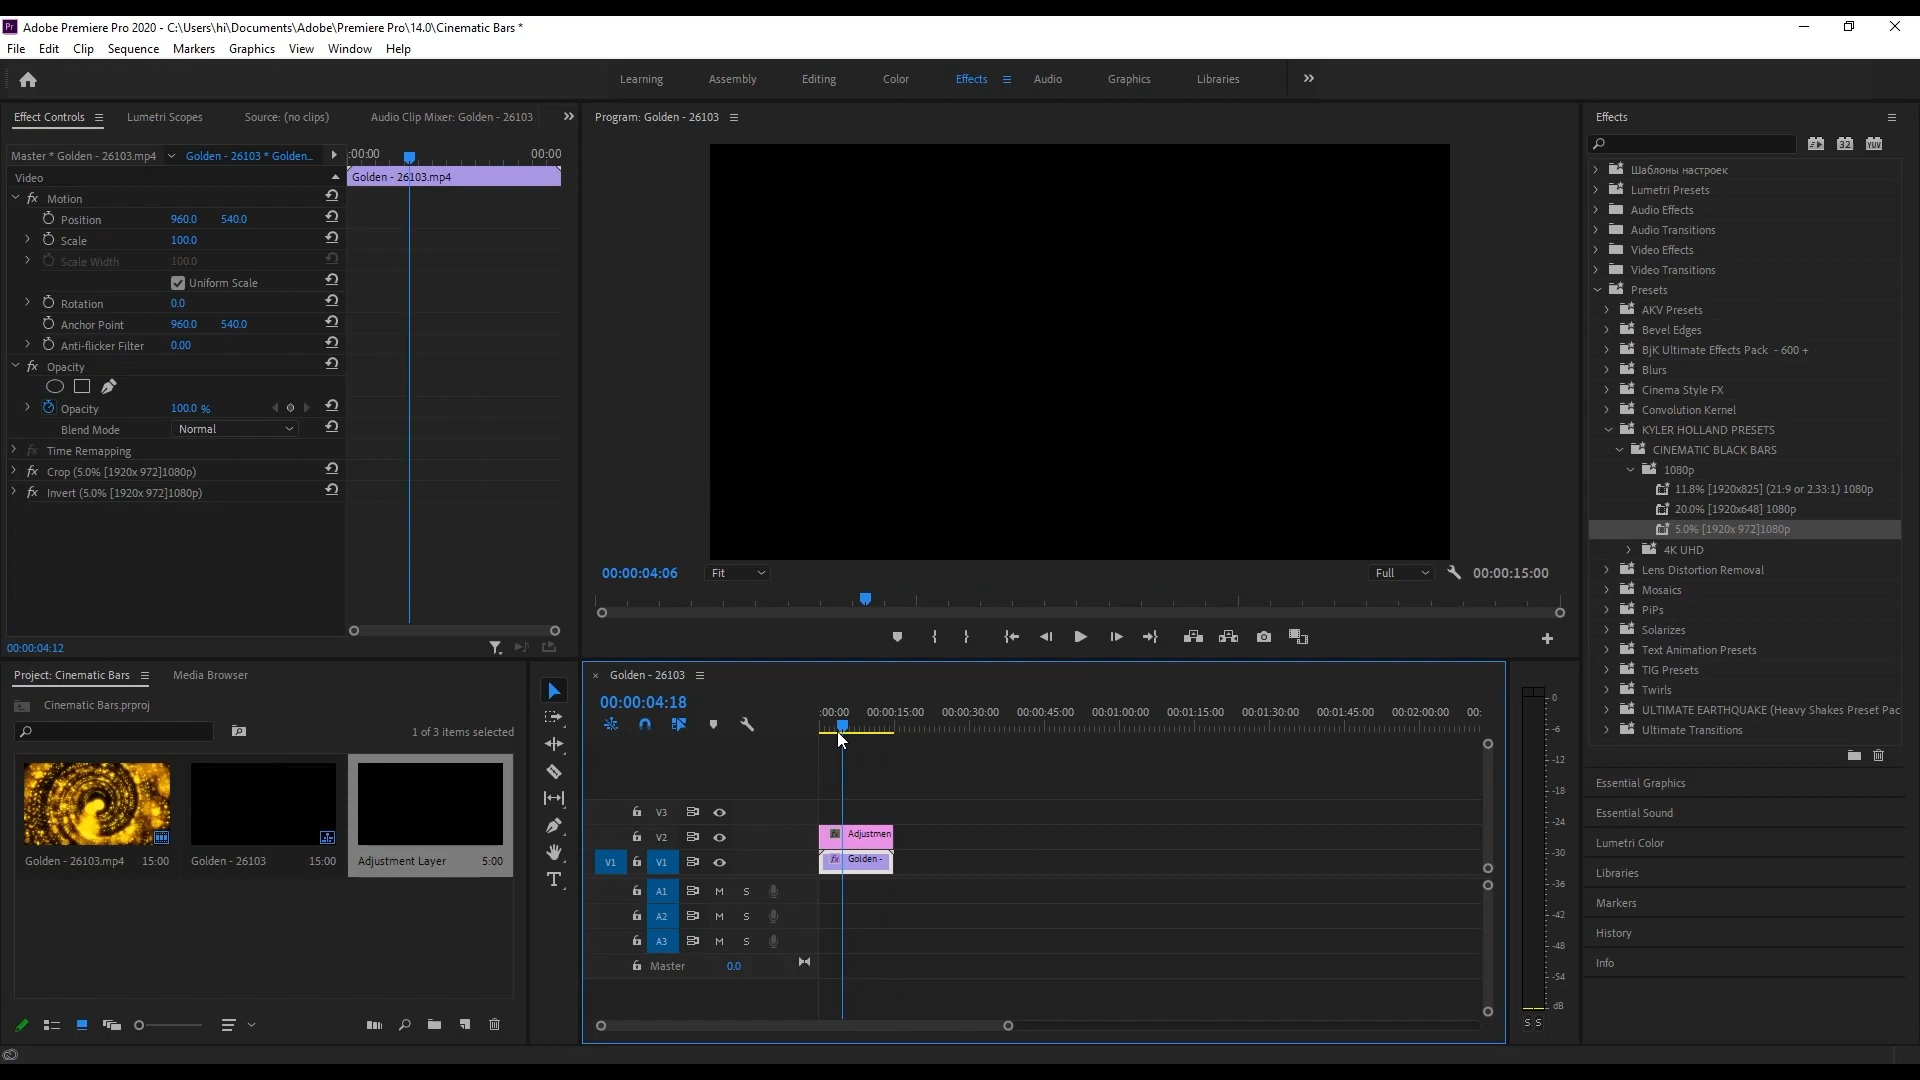 Pr Adobe Premiere Pro 2020 - C:\Users\hi\Documents\Adobe\Premiere Pro\14.0\Cinematic Bars *
File Edit Clip Sequence Markers Graphics View Window Help
Learning Assembly Editing Color Effects Audio Graphics Libraries
Effect Controls Lumetri Scopes Source: (no clips) Audio Clip Mixer: Golden - 26103
Master * Golden - 26103.mp4 Golden - 26103 * Golden... :00:00 00:00
Video Golden - 26103.mp4
fx Motion
Position 960.0 540.0
Scale 100.0
Scale Width 100.0
Uniform Scale
Rotation 0.0
Anchor Point 960.0 540.0
Anti-flicker Filter 0.00
fx Opacity
Opacity 100.0 %
Blend Mode Normal
fx Time Remapping
fx Crop (5.0% [1920x 972]1080p)
fx Invert (5.0% [1920x 972]1080p)
00:00:04:12
Program: Golden - 26103
00:00:04:06 Fit Full 00:00:15:00
Effects
32 YUV
Шаблоны настроек
Lumetri Presets
Audio Effects
Audio Transitions
Video Effects
Video Transitions
Presets
AKV Presets
Bevel Edges
BjK Ultimate Effects Pack - 600 +
Blurs
Cinema Style FX
Convolution Kernel
KYLER HOLLAND PRESETS
CINEMATIC BLACK BARS
1080p
11.8% [1920x825] (21:9 or 2.33:1) 1080p
20.0% [1920x648] 1080p
5.0% [1920x 972]1080p
4K UHD
Lens Distortion Removal
Mosaics
PiPs
Solarizes
Text Animation Presets
TIG Presets
Twirls
ULTIMATE EARTHQUAKE (Heavy Shakes Preset Pac
Ultimate Transitions
Essential Graphics
Essential Sound
Lumetri Color
Libraries
Markers
History
Info
Project: Cinematic Bars Media Browser
Cinematic Bars.prproj
1 of 3 items selected
Golden - 26103.mp4 15:00 Golden - 26103 15:00 Adjustment Layer 5:00
T
× Golden - 26103
00:00:04:18
:00:00 00:00:15:00 00:00:30:00 00:00:45:00 00:01:00:00 00:01:15:00 00:01:30:00 00:01:45:00 00:02:00:00 00:
V3
V2 fx Adjustmen
V1 V1 fx Golden -
A1 M S
A2 M S
A3 M S
Master 0.0
0
-6
-12
-18
-24
-30
-36
-42
-48
-54
dB
S S